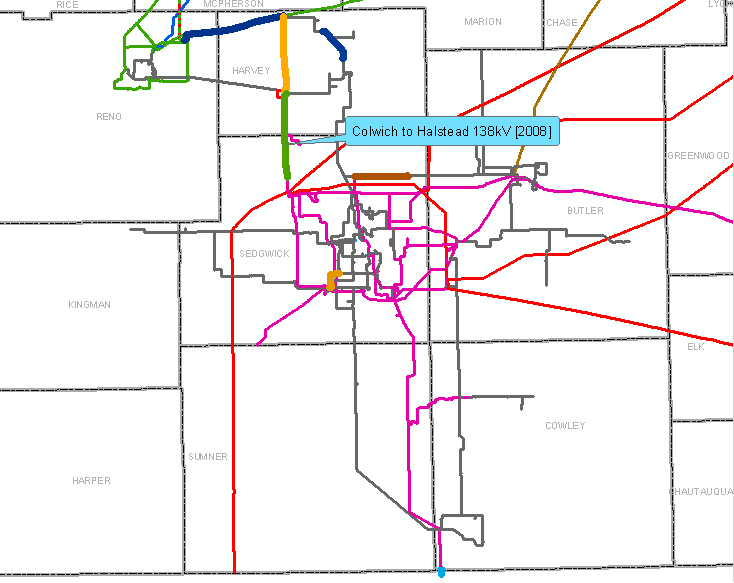 RICE
MCPHERSON
MARION
CHASE
LYO
HARVEY
RENO
Colwich to Halstead 138kV [2008]
GREENWOOD
BUTLER
SEDGWICK
KINGMAN
ELK
COWLEY
SUMNER
HARPER
CHAUTAUQUA